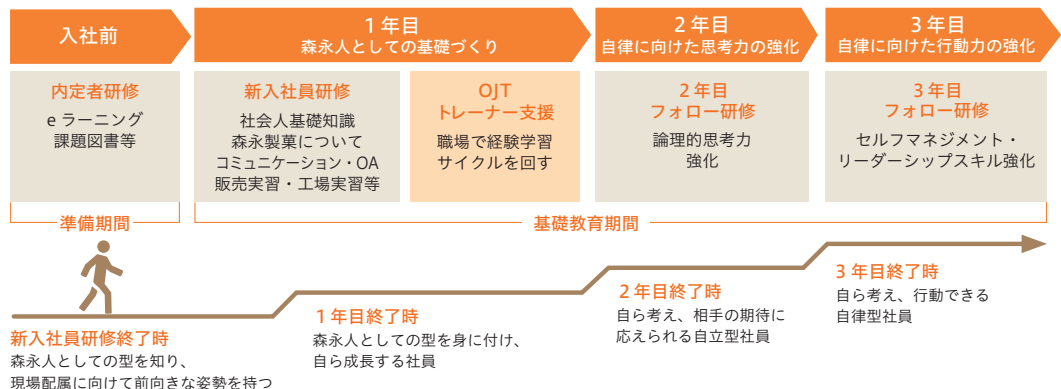 入社前
1年目
森永人としての基礎づくり
2年目
自律に向けた思考力の強化
3年目
自律に向けた行動力の強化
内定者研修
eラーニング
課題図書等
新入社員研修
社会人基礎知識
森永製菓について
コミュニケーション・OA
販売実習・工場実習等
OJT
トレーナー支援
職場で経験学習
サイクルを回す
2年目
フォロー研修
論理的思考力
強化
3年目
フォロー研修
セルフマネジメント・
リーダーシップスキル強化
準備期間
基礎教育期間
新入社員研修終了時
森永人としての型を知り、
現場配属に向けて前向きな姿勢を持つ
1年目終了時
森永人としての型を身に付け、
自ら成長する社員
2年目終了時
自ら考え、相手の期待に
応えられる自立型社員
3年目終了時
自ら考え、行動できる
自律型社員